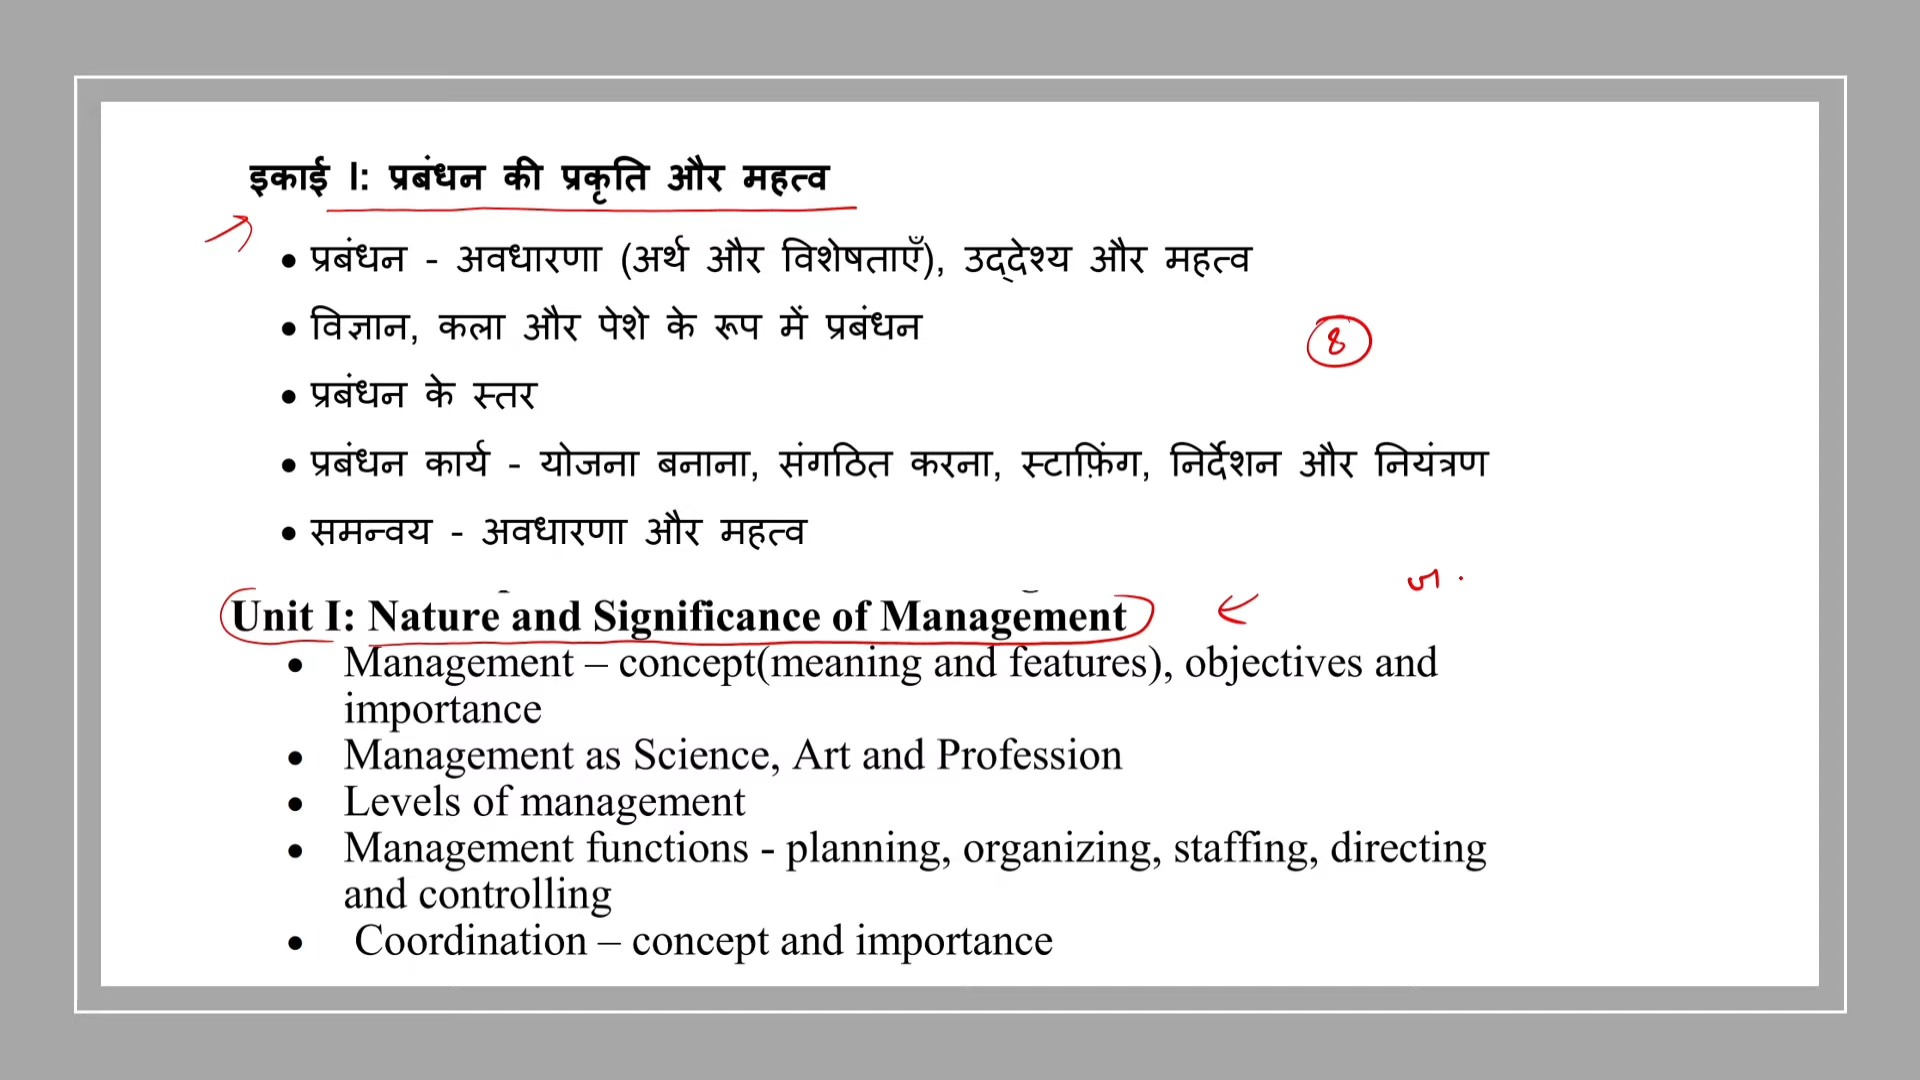 इकाई I: प्रबंधन की प्रकृति और महत्व
• प्रबंधन - अवधारणा (अर्थ और विशेषताएँ), उद्देश्य और महत्व
• विज्ञान, कला और पेशे के रूप में प्रबंधन
8
• प्रबंधन के स्तर
• प्रबंधन कार्य - योजना बनाना, संगठित करना, स्टाफ़िंग, निर्देशन और नियंत्रण
• समन्वय - अवधारणा और महत्व
Unit I: Nature and Significance of Management
• Management – concept(meaning and features), objectives and
importance
• Management as Science, Art and Profession
• Levels of management
• Management functions - planning, organizing, staffing, directing
and controlling
• Coordination – concept and importance